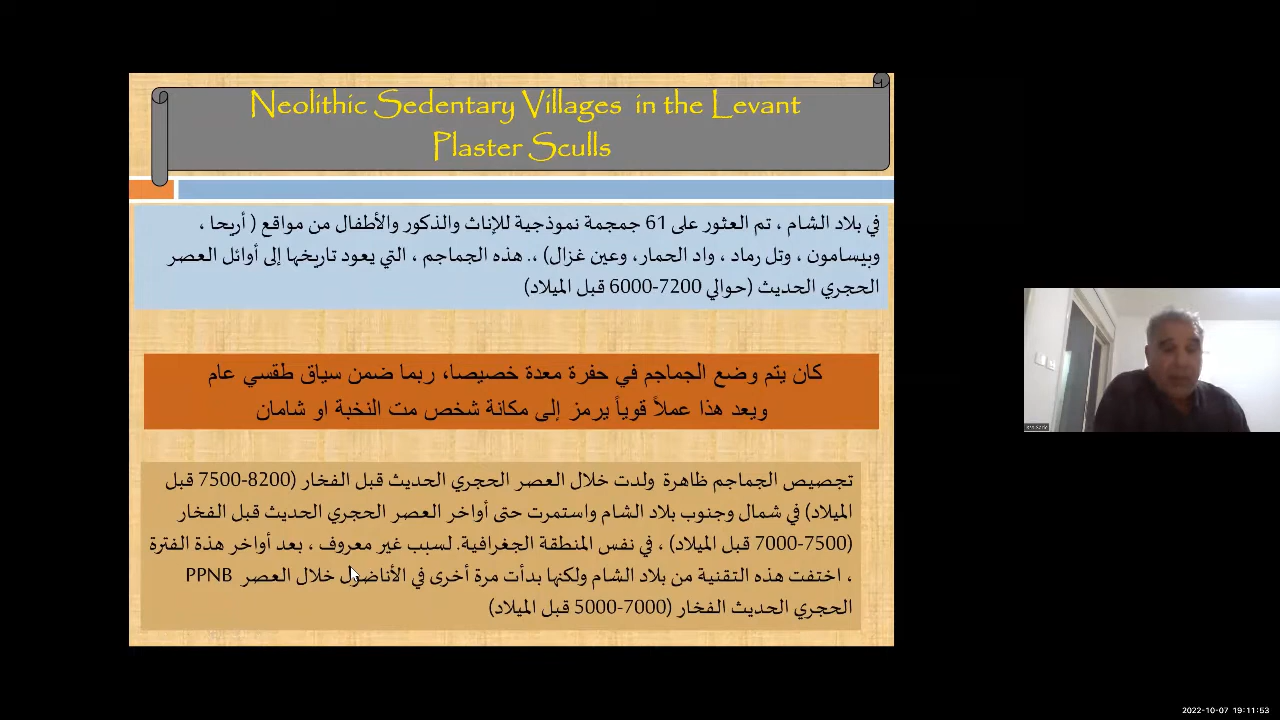 Neolithic Sedentary Villages in the Levant
Plaster Sculls
في بلاد الشام ، تم العثور على 61 جمجمة نموذجية للإناث والذكور والأطفال من مواقع ( أريحا ،
وبيسامون ، وتل رماد ، واد الحمار، وعين غزال) ،. هذه الجماجم ، التي يعود تاريخها إلى أوائل العصر
الحجري الحديث (حوالي 7200-6000 قبل الميلاد)
كان يتم وضع الجماجم في حفرة معدة خصيصا، ربما ضمن سياق طقسي عام
ويعد هذا عملاً قوياً يرمز إلى مكانة شخص مت النخبة او شامان
تجصيص الجماجم ظاهرة ولدت خلال العصر الحجري الحديث قبل الفخار (8200-7500 قبل
الميلاد) في شمال وجنوب بلاد الشام واستمرت حتى أواخر العصر الحجري الحديث قبل الفخار
(7500-7000 قبل الميلاد) ، في نفس المنطقة الجغرافية. لسبب غير معروف ، بعد أواخر هذة الفترة
، اختفت هذه التقنية من بلاد الشام ولكنها بدأت مرة أخرى في الأناضول خلال العصر PPNB
الحجري الحديث الفخار (7000-5000 قبل الميلاد)
2022-10-07 19:11:53